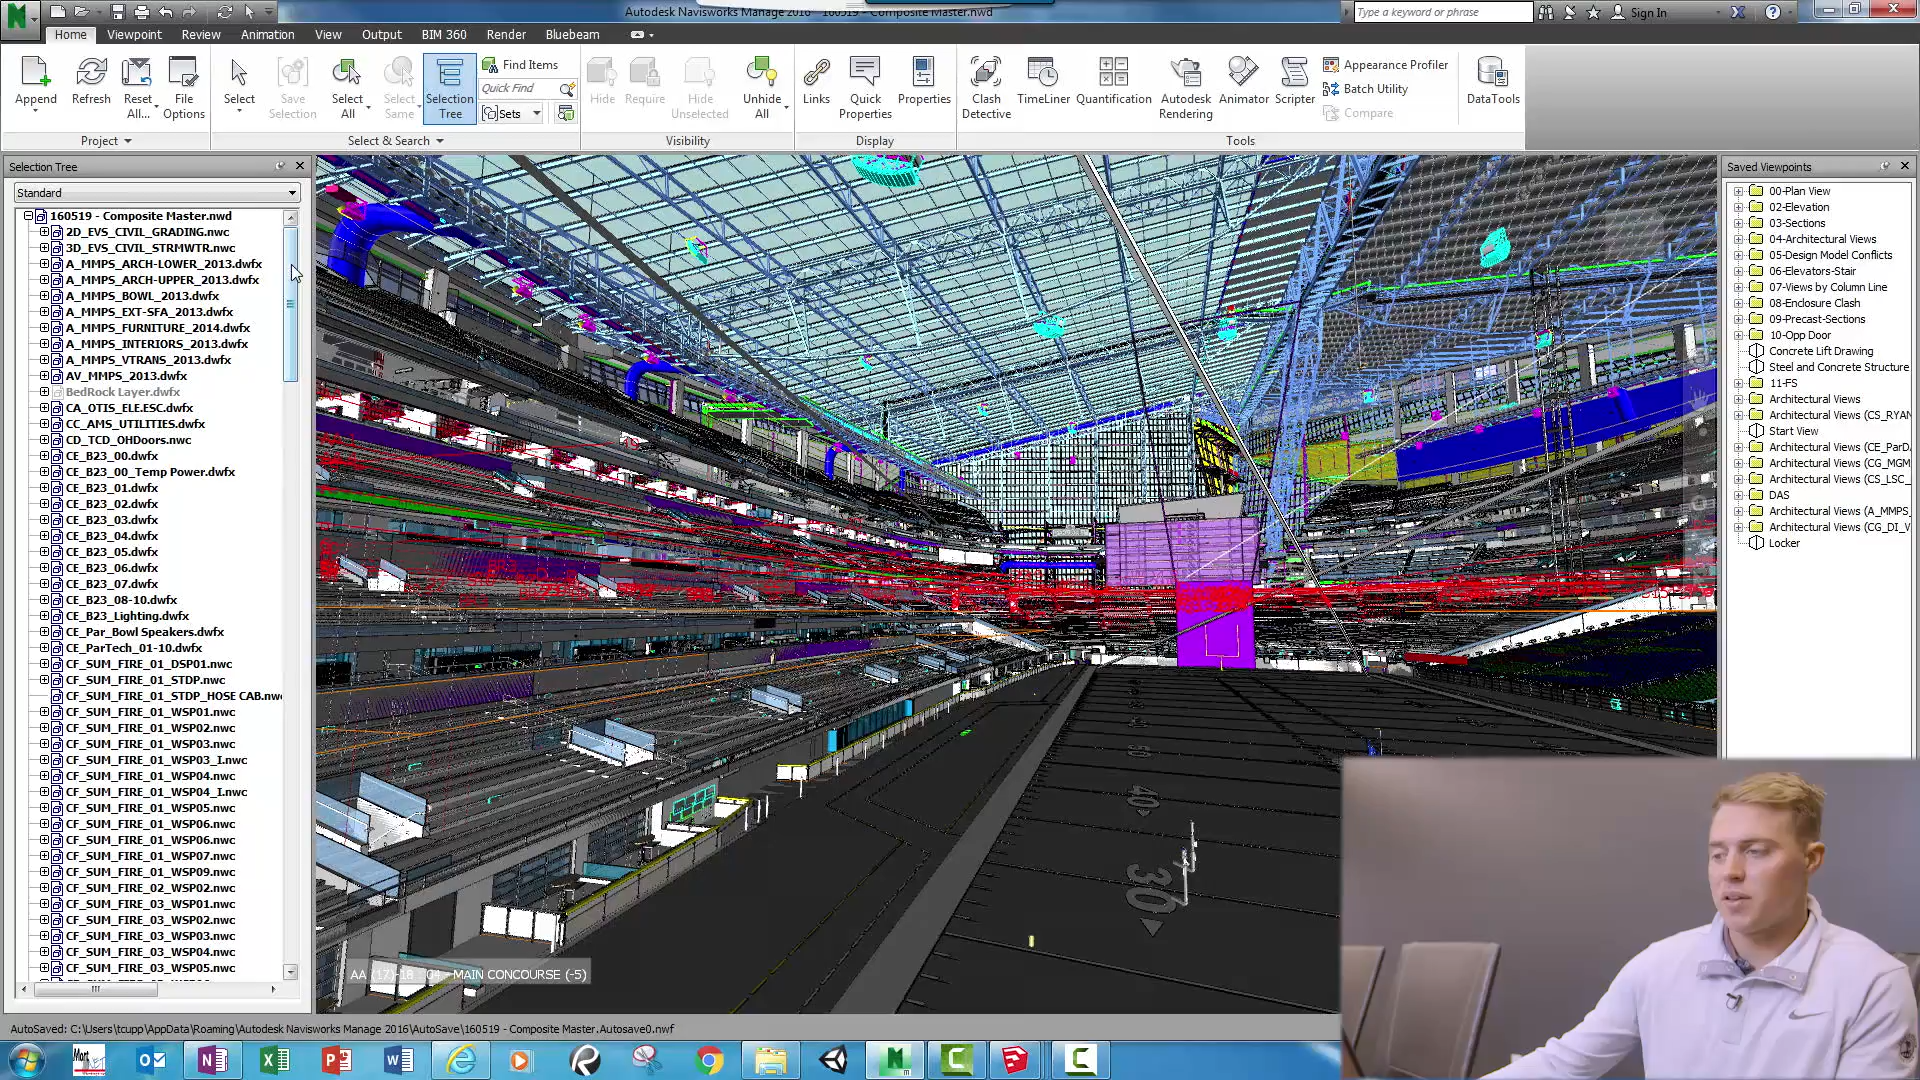 Autodesk Navisworks Manage 2016
160519 - Composite Master.nwd
Type a keyword or phrase
Sign In
Home
Viewpoint
Review
Animation
View
Output
BIM 360
Render
Bluebeam
Append
Refresh
Reset All...
File Options
Select
Save Selection
Select All
Select Same
Selection Tree
Find Items
Quick Find
Sets
Hide
Require
Hide Unselected
Unhide All
Links
Quick Properties
Properties
Clash Detective
TimeLiner
Quantification
Autodesk Rendering
Animator
Scripter
Appearance Profiler
Batch Utility
Compare
DataTools
Project
Select & Search
Visibility
Display
Tools
Selection Tree
Standard
160519 - Composite Master.nwd
2D_EVS_CIVIL_GRADING.nwc
3D_EVS_CIVIL_STRMWTR.nwc
A_MMPS_ARCH-LOWER_2013.dwfx
A_MMPS_ARCH-UPPER_2013.dwfx
A_MMPS_BOWL_2013.dwfx
A_MMPS_EXT-SFA_2013.dwfx
A_MMPS_FURNITURE_2014.dwfx
A_MMPS_INTERIORS_2013.dwfx
A_MMPS_VTRANS_2013.dwfx
AV_MMPS_2013.dwfx
BedRock Layer.dwfx
CA_OTIS_ELE.ESC.dwfx
CC_AMS_UTILITIES.dwfx
CD_TCD_OHDoors.nwc
CE_B23_00.dwfx
CE_B23_00_Temp Power.dwfx
CE_B23_01.dwfx
CE_B23_02.dwfx
CE_B23_03.dwfx
CE_B23_04.dwfx
CE_B23_05.dwfx
CE_B23_06.dwfx
CE_B23_07.dwfx
CE_B23_08-10.dwfx
CE_B23_Lighting.dwfx
CE_Par_Bowl Speakers.dwfx
CE_ParTech_01-10.dwfx
CF_SUM_FIRE_01_DSP01.nwc
CF_SUM_FIRE_01_STDP.nwc
CF_SUM_FIRE_01_STDP_HOSE CAB.nwc
CF_SUM_FIRE_01_WSP01.nwc
CF_SUM_FIRE_01_WSP02.nwc
CF_SUM_FIRE_01_WSP03.nwc
CF_SUM_FIRE_01_WSP03_I.nwc
CF_SUM_FIRE_01_WSP04.nwc
CF_SUM_FIRE_01_WSP04_I.nwc
CF_SUM_FIRE_01_WSP05.nwc
CF_SUM_FIRE_01_WSP06.nwc
CF_SUM_FIRE_01_WSP06.nwc
CF_SUM_FIRE_01_WSP07.nwc
CF_SUM_FIRE_01_WSP09.nwc
CF_SUM_FIRE_02_WSP02.nwc
CF_SUM_FIRE_03_WSP01.nwc
CF_SUM_FIRE_03_WSP02.nwc
CF_SUM_FIRE_03_WSP03.nwc
CF_SUM_FIRE_03_WSP04.nwc
CF_SUM_FIRE_03_WSP05.nwc
50
40
30
AA (17)-18 : 04 - MAIN CONCOURSE (-5)
Saved Viewpoints
00-Plan View
02-Elevation
03-Sections
04-Architectural Views
05-Design Model Conflicts
06-Elevators-Stair
07-Views by Column Line
08-Enclosure Clash
09-Precast-Sections
10-Opp Door
Concrete Lift Drawing
Steel and Concrete Structure
11-FS
Architectural Views
Architectural Views (CS_RYAN
Start View
Architectural Views (CE_ParD
Architectural Views (CG_MGM
Architectural Views (CS_LSC_
DAS
Architectural Views (A_MMPS_
Architectural Views (CG_DI_V
Locker
AutoSaved: C:\Users\tcupp\AppData\Roaming\Autodesk Navisworks Manage 2016\AutoSave\160519 - Composite Master.Autosave0.nwf